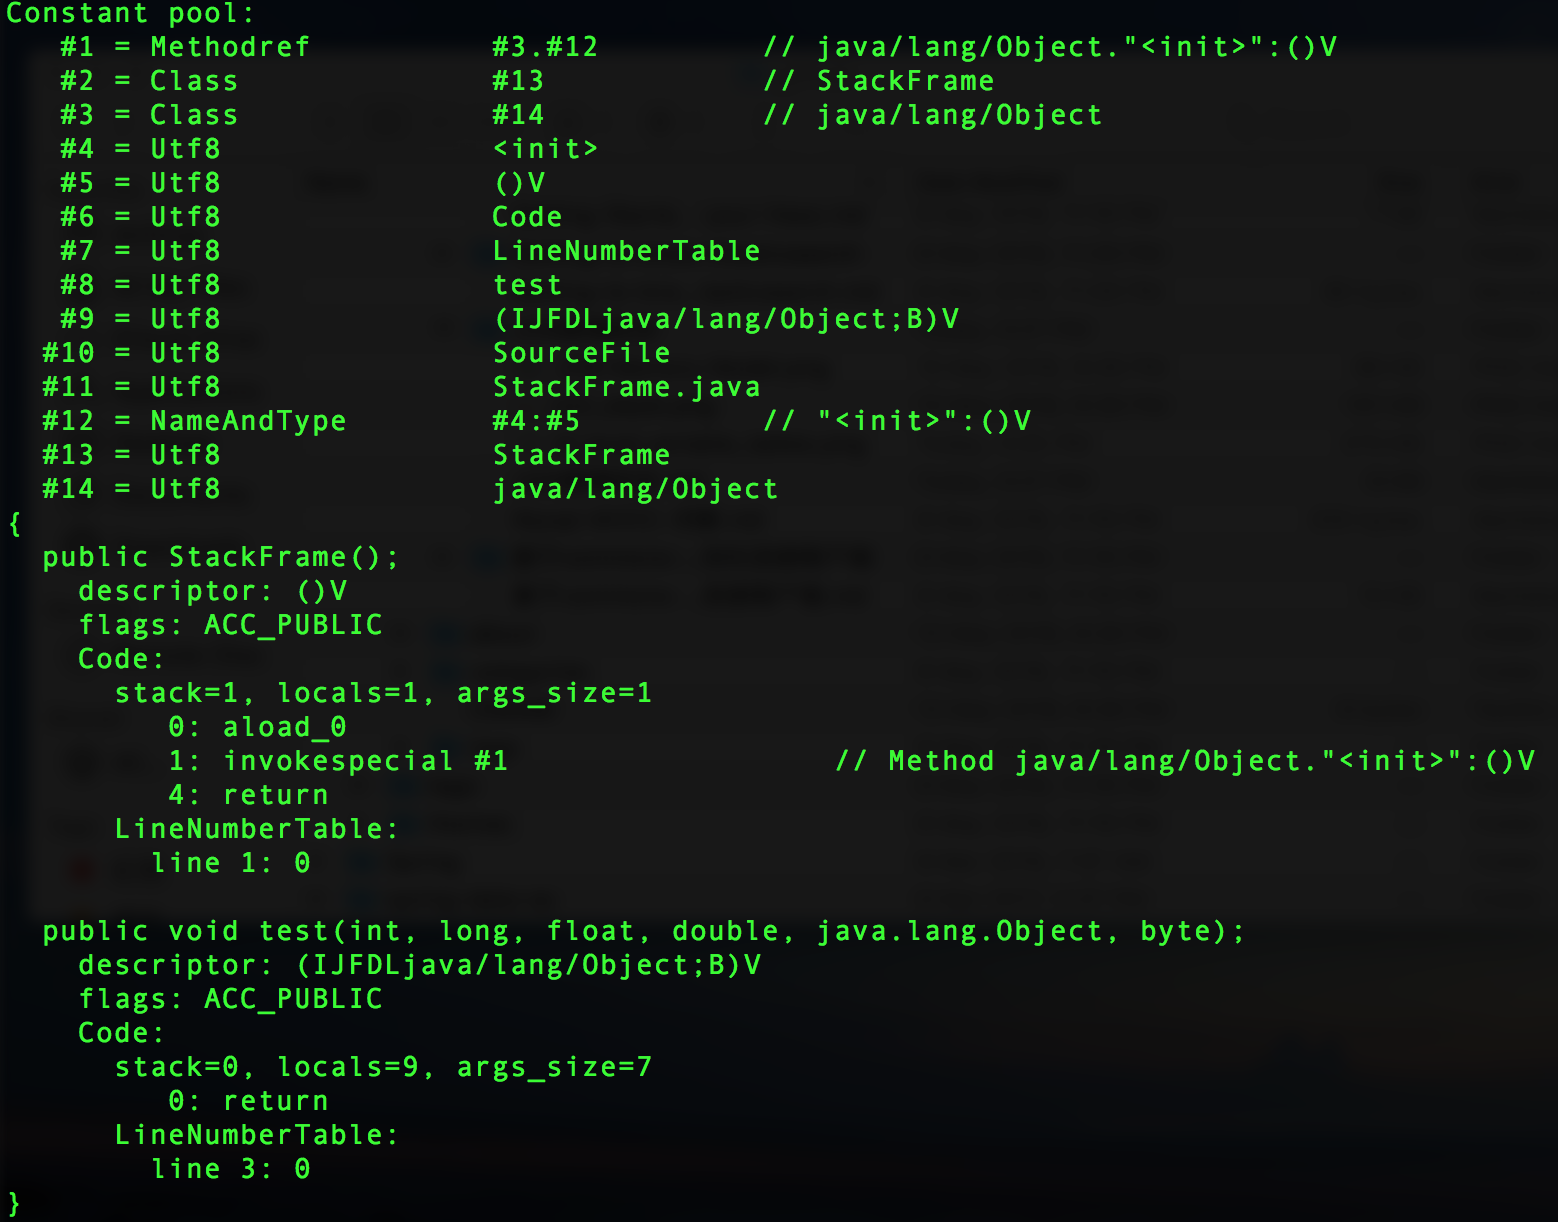 Constant pool:
   #1 = Methodref          #3.#12         // java/lang/Object."<init>":()V
   #2 = Class              #13            // StackFrame
   #3 = Class              #14            // java/lang/Object
   #4 = Utf8               <init>
   #5 = Utf8               ()V
   #6 = Utf8               Code
   #7 = Utf8               LineNumberTable
   #8 = Utf8               test
   #9 = Utf8               (IJFDLjava/lang/Object;B)V
  #10 = Utf8               SourceFile
  #11 = Utf8               StackFrame.java
  #12 = NameAndType        #4:#5          // "<init>":()V
  #13 = Utf8               StackFrame
  #14 = Utf8               java/lang/Object
{
  public StackFrame();
    descriptor: ()V
    flags: ACC_PUBLIC
    Code:
      stack=1, locals=1, args_size=1
         0: aload_0
         1: invokespecial #1                  // Method java/lang/Object."<init>":()V
         4: return
      LineNumberTable:
        line 1: 0

  public void test(int, long, float, double, java.lang.Object, byte);
    descriptor: (IJFDLjava/lang/Object;B)V
    flags: ACC_PUBLIC
    Code:
      stack=0, locals=9, args_size=7
         0: return
      LineNumberTable:
        line 3: 0
}